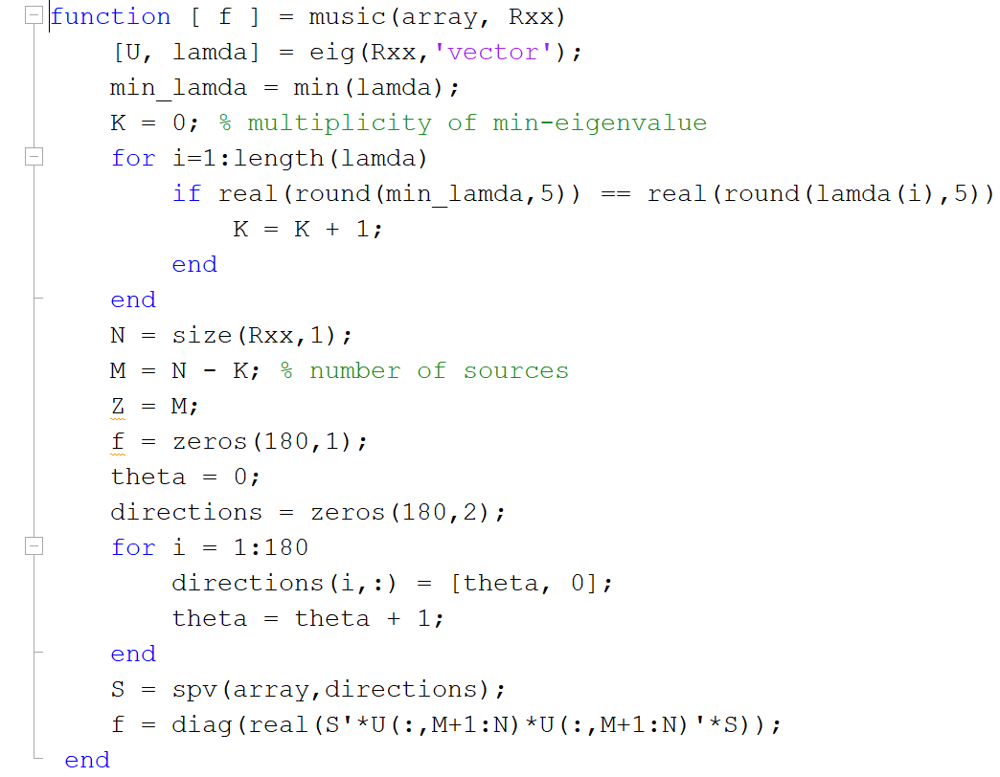 function [ f ] = music(array, Rxx)
    [U, lamda] = eig(Rxx,'vector');
    min_lamda = min(lamda);
    K = 0; % multiplicity of min-eigenvalue
    for i=1:length(lamda)
        if real(round(min_lamda,5)) == real(round(lamda(i),5))
            K = K + 1;
        end
    end
    N = size(Rxx,1);
    M = N - K; % number of sources
    Z = M;
    f = zeros(180,1);
    theta = 0;
    directions = zeros(180,2);
    for i = 1:180
        directions(i,:) = [theta, 0];
        theta = theta + 1;
    end
    S = spv(array,directions);
    f = diag(real(S'*U(:,M+1:N)*U(:,M+1:N)'*S));
 end